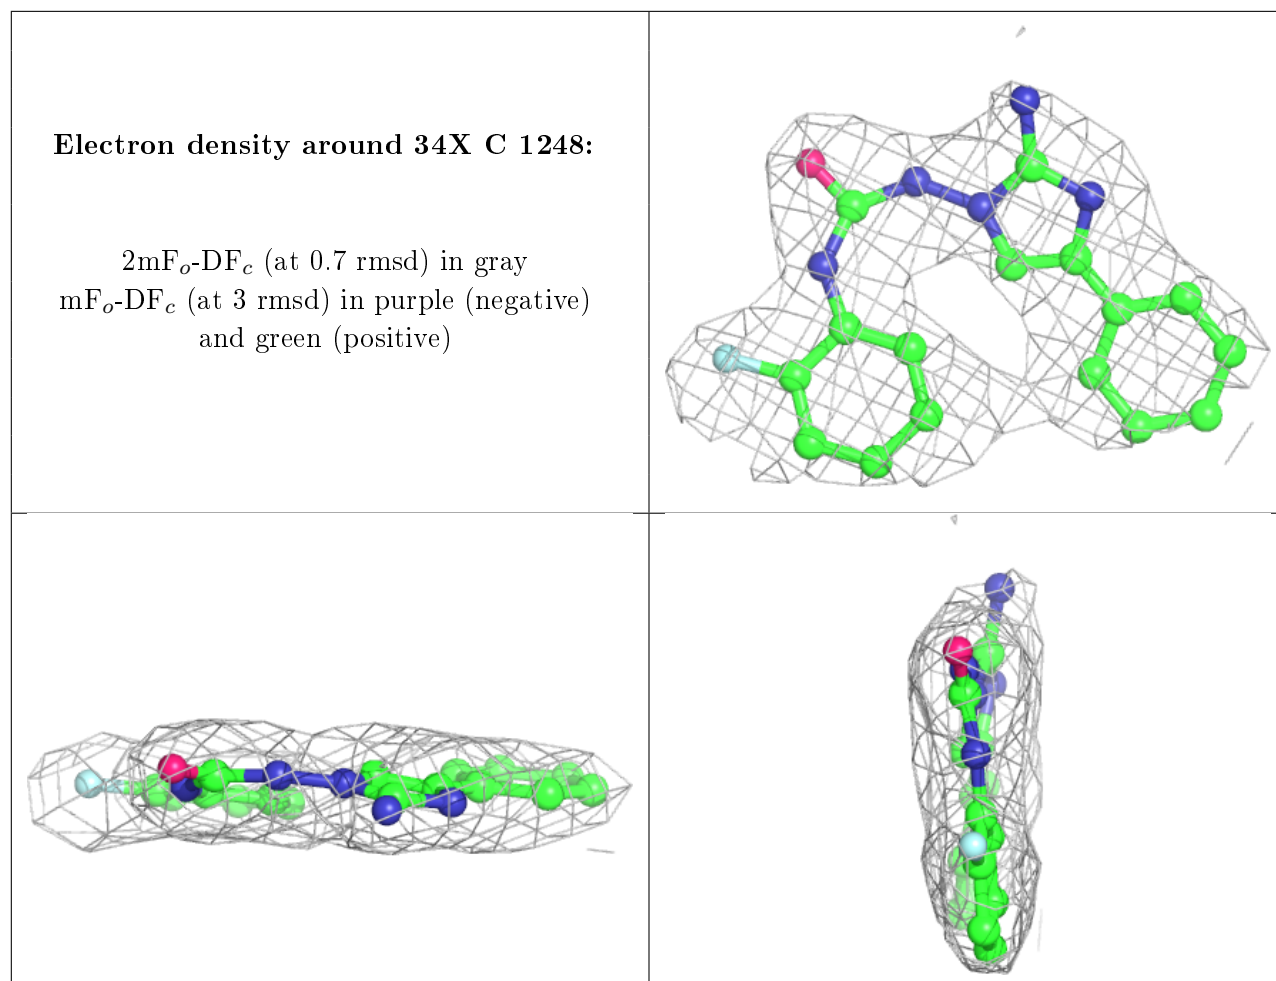 Electron density around 34X C 1248:
2mFo-DFc (at 0.7 rmsd) in gray
mFo-DFc (at 3 rmsd) in purple (negative)
and green (positive)